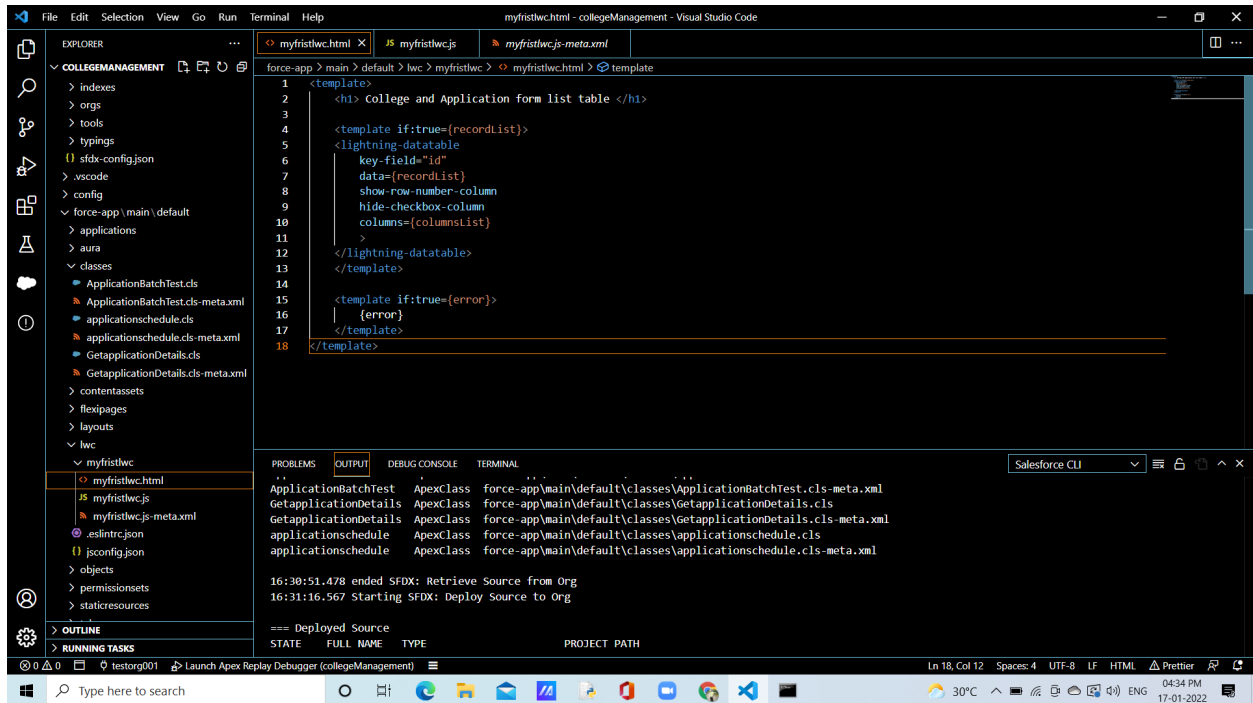 File Edit Selection View Go Run Terminal Help
myfristlwc.html - collegeManagement - Visual Studio Code
EXPLORER
COLLEGEMANAGEMENT
indexes
orgs
tools
typings
{} sfdx-config.json
.vscode
config
force-app\main\default
applications
aura
classes
ApplicationBatchTest.cls
ApplicationBatchTest.cls-meta.xml
applicationschedule.cls
applicationschedule.cls-meta.xml
GetapplicationDetails.cls
GetapplicationDetails.cls-meta.xml
contentassets
flexipages
layouts
lwc
myfristlwc
<> myfristlwc.html
JS myfristlwc.js
myfristlwc.js-meta.xml
.eslintrc.json
{} jsconfig.json
objects
permissionsets
staticresources
OUTLINE
RUNNING TASKS
<> myfristlwc.html
JS myfristlwc.js
myfristlwc.js-meta.xml
force-app > main > default > lwc > myfristlwc > <> myfristlwc.html > template
1 <template>
2 <h1> College and Application form list table </h1>
3
4 <template if:true={recordList}>
5 <lightning-datatable
6 key-field="id"
7 data={recordList}
8 show-row-number-column
9 hide-checkbox-column
10 columns={columnsList}
11 >
12 </lightning-datatable>
13 </template>
14
15 <template if:true={error}>
16 {error}
17 </template>
18 </template>
PROBLEMS OUTPUT DEBUG CONSOLE TERMINAL
Salesforce CLI
ApplicationBatchTest ApexClass force-app\main\default\classes\ApplicationBatchTest.cls-meta.xml
GetapplicationDetails ApexClass force-app\main\default\classes\GetapplicationDetails.cls
GetapplicationDetails ApexClass force-app\main\default\classes\GetapplicationDetails.cls-meta.xml
applicationschedule ApexClass force-app\main\default\classes\applicationschedule.cls
applicationschedule ApexClass force-app\main\default\classes\applicationschedule.cls-meta.xml
16:30:51.478 ended SFDX: Retrieve Source from Org
16:31:16.567 Starting SFDX: Deploy Source to Org
=== Deployed Source
STATE FULL NAME TYPE PROJECT PATH
0 0 testorg001 Launch Apex Replay Debugger (collegeManagement)
Ln 18, Col 12 Spaces: 4 UTF-8 LF HTML Prettier
Type here to search
30°C ENG
04:34 PM
17-01-2022